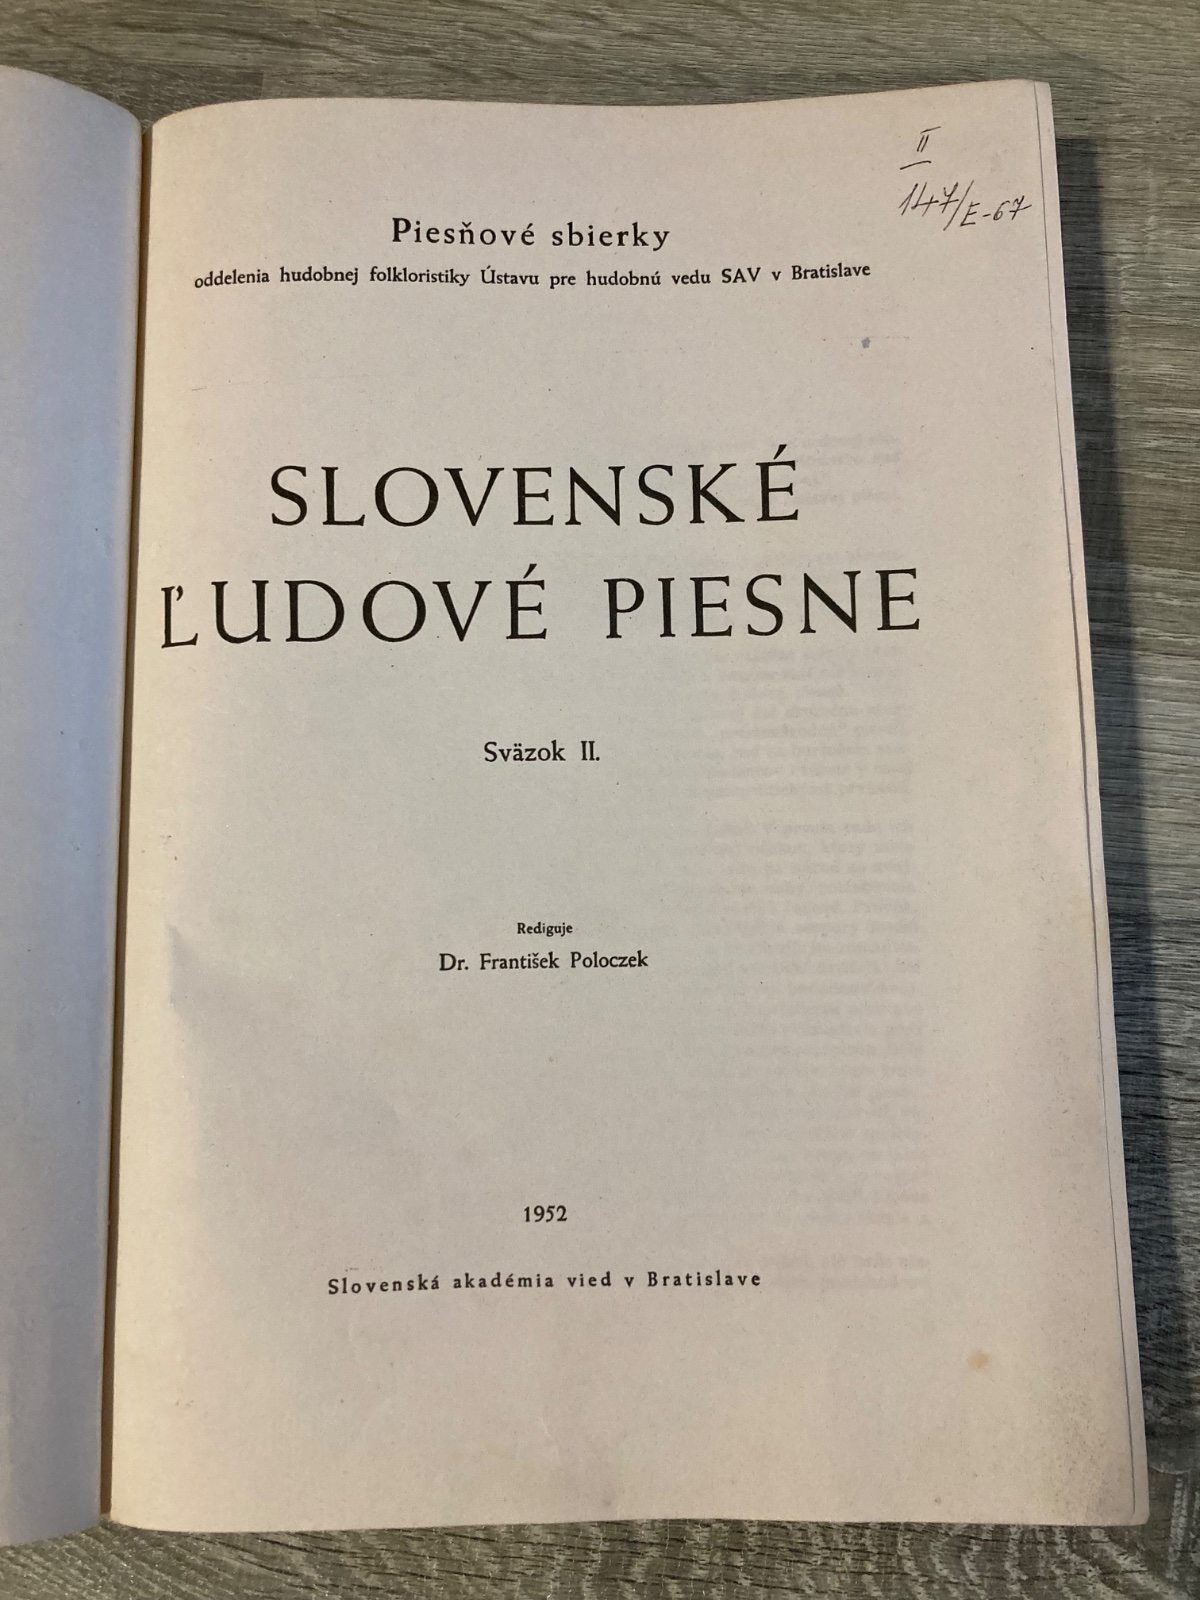 II
147/E-67
Piesňové sbierky
oddelenia hudobnej folkloristiky Ústavu pre hudobnú vedu SAV v Bratislave
SLOVENSKÉ
ĽUDOVÉ PIESNE
Sväzok II.
Rediguje
Dr. František Poloczek
1952
Slovenská akadémia vied v Bratislave